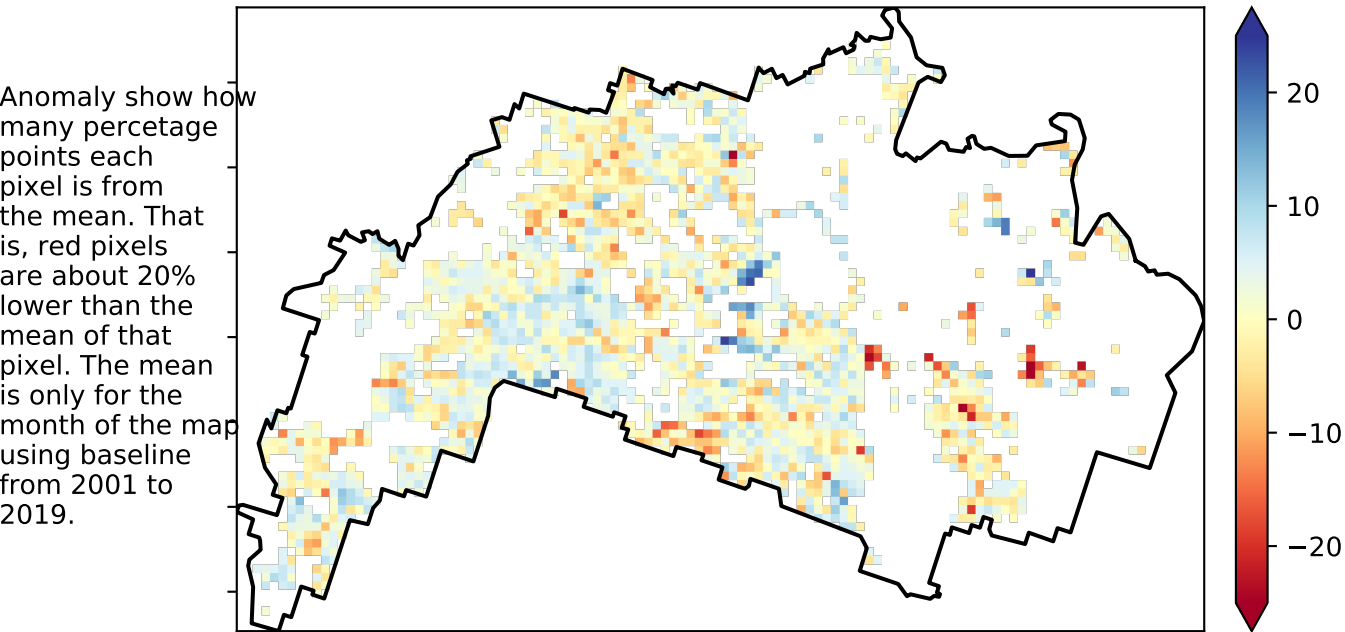 Anomaly show how
many percetage
points each
pixel is from
the mean. That
is, red pixels
are about 20%
lower than the
mean of that
pixel. The mean
is only for the
month of the map
using baseline
from 2001 to
2019.
20
10
0
−10
−20